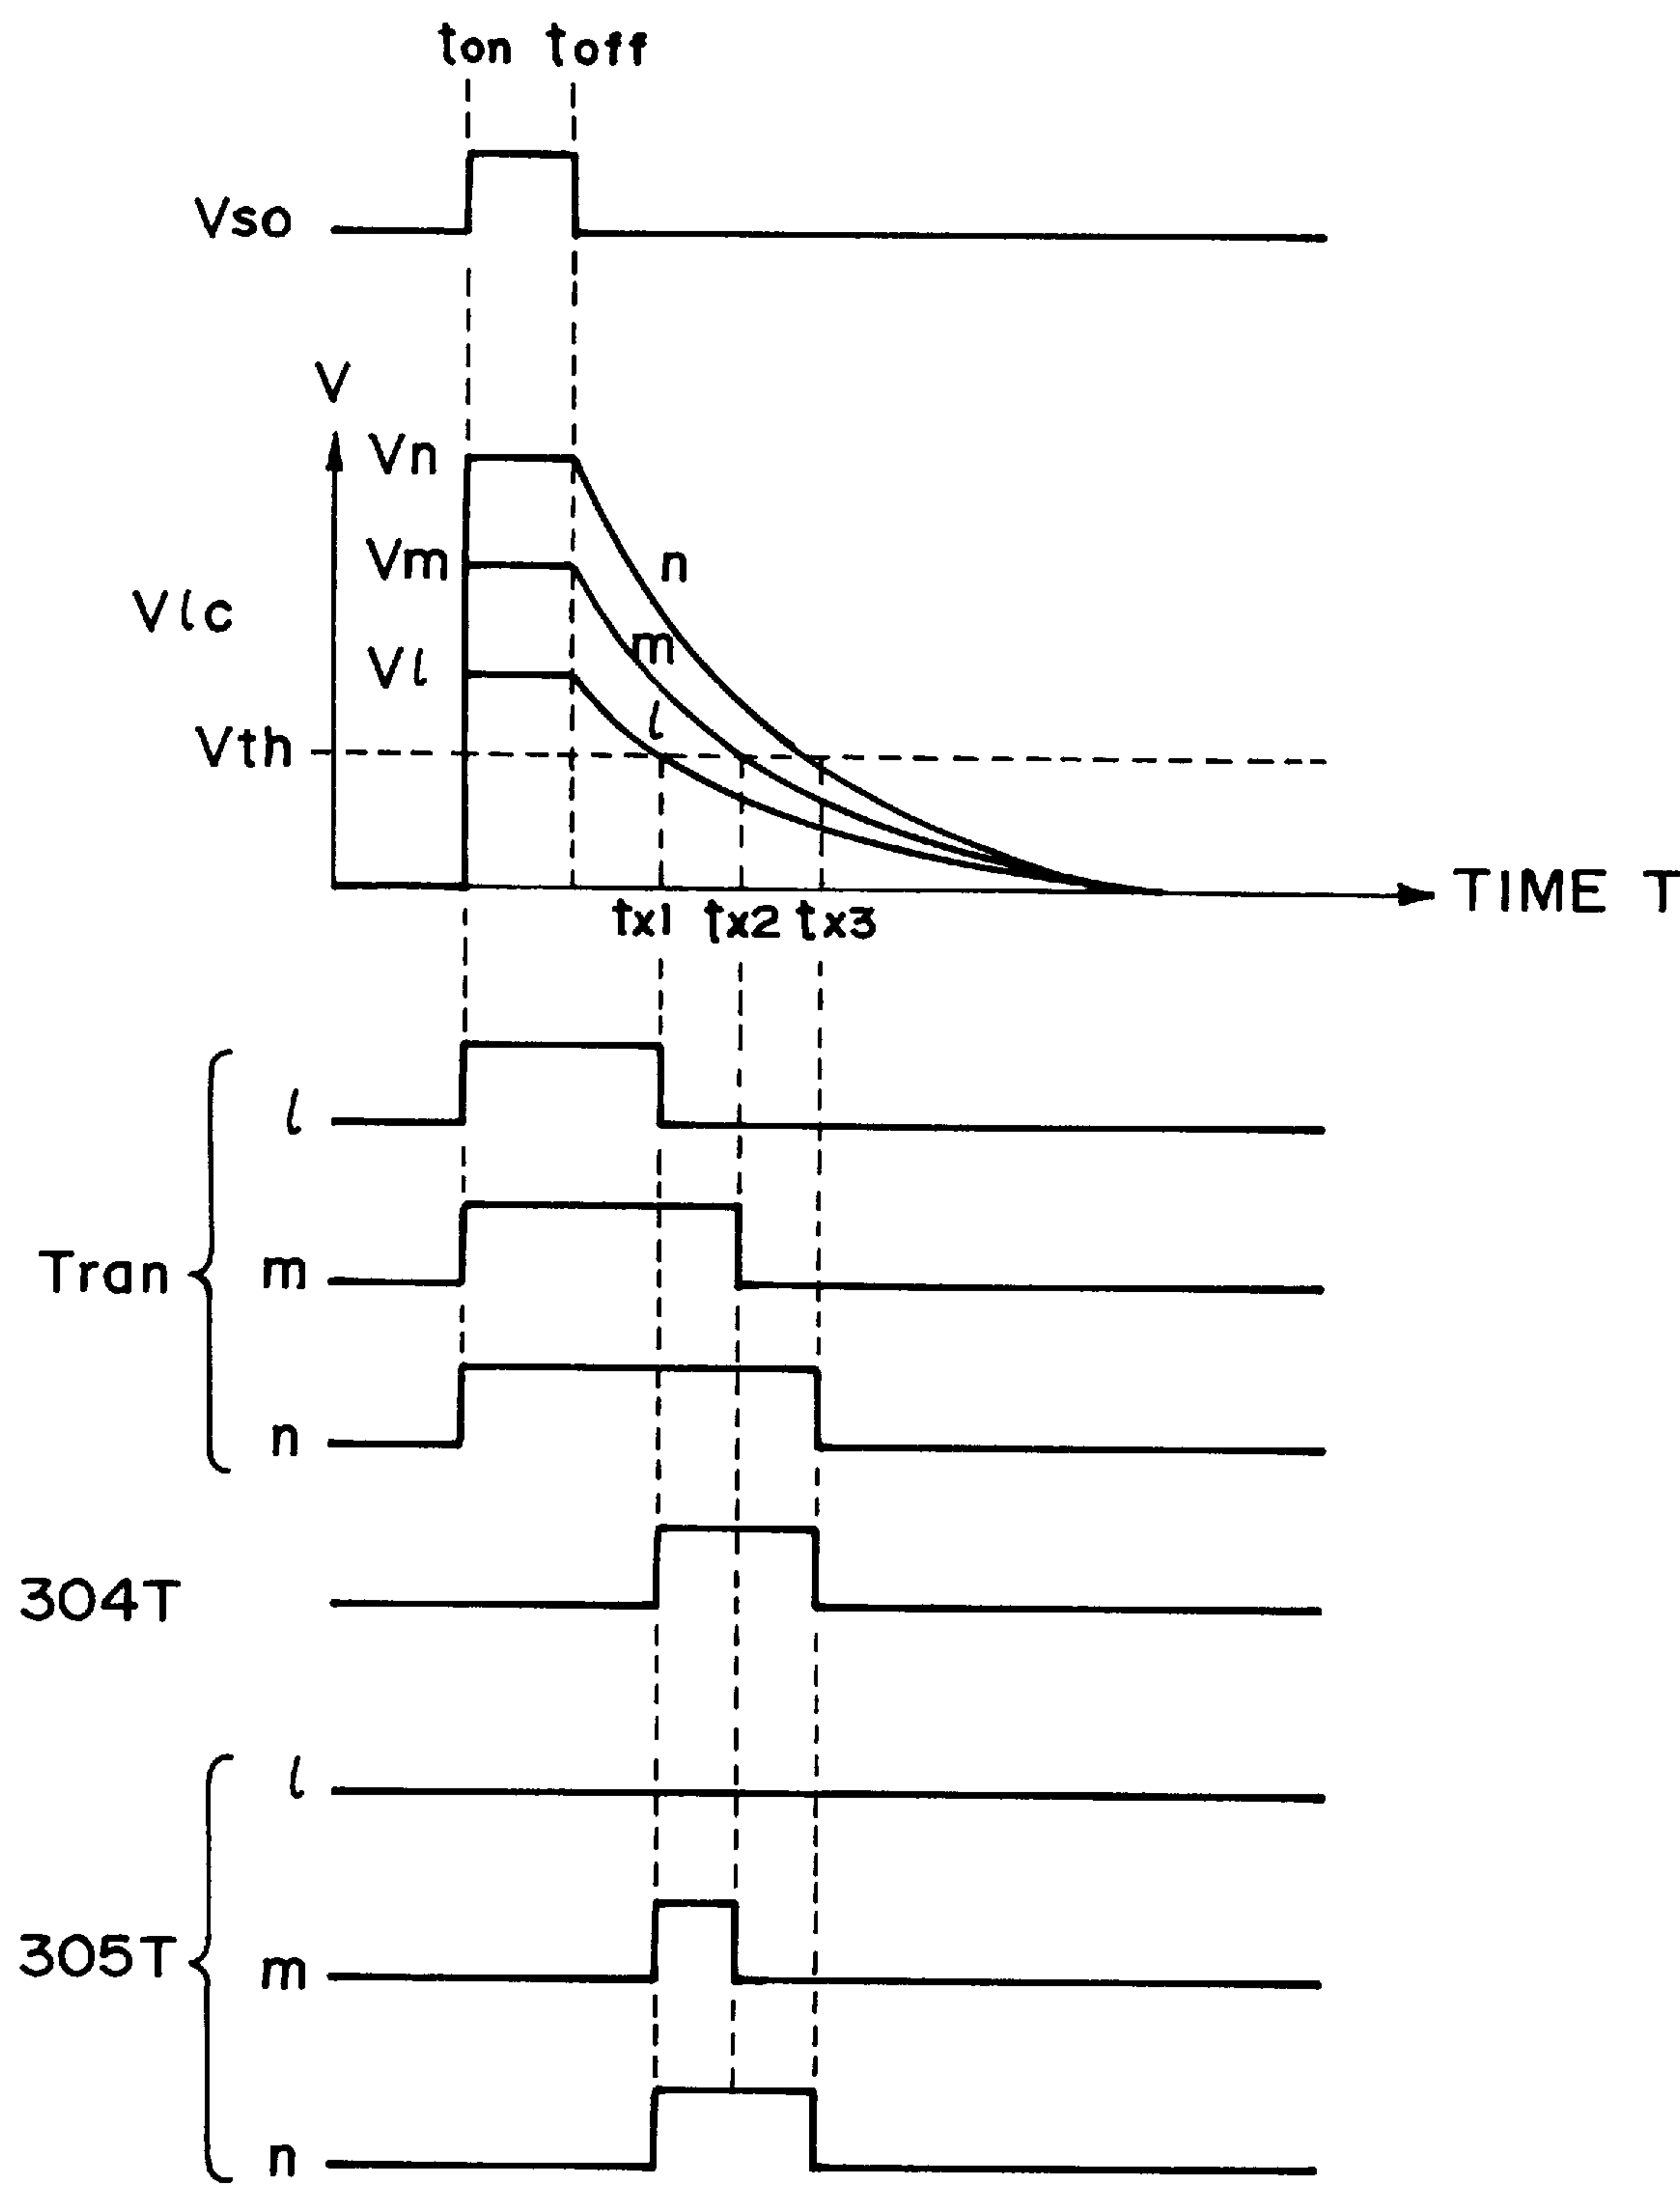 ton toff
Vso
V
Vn
Vm
n
Vlc
m
Vl
l
Vth
TIME T
tx1 tx2 tx3
l
Tran m
n
304T
l
305T m
n